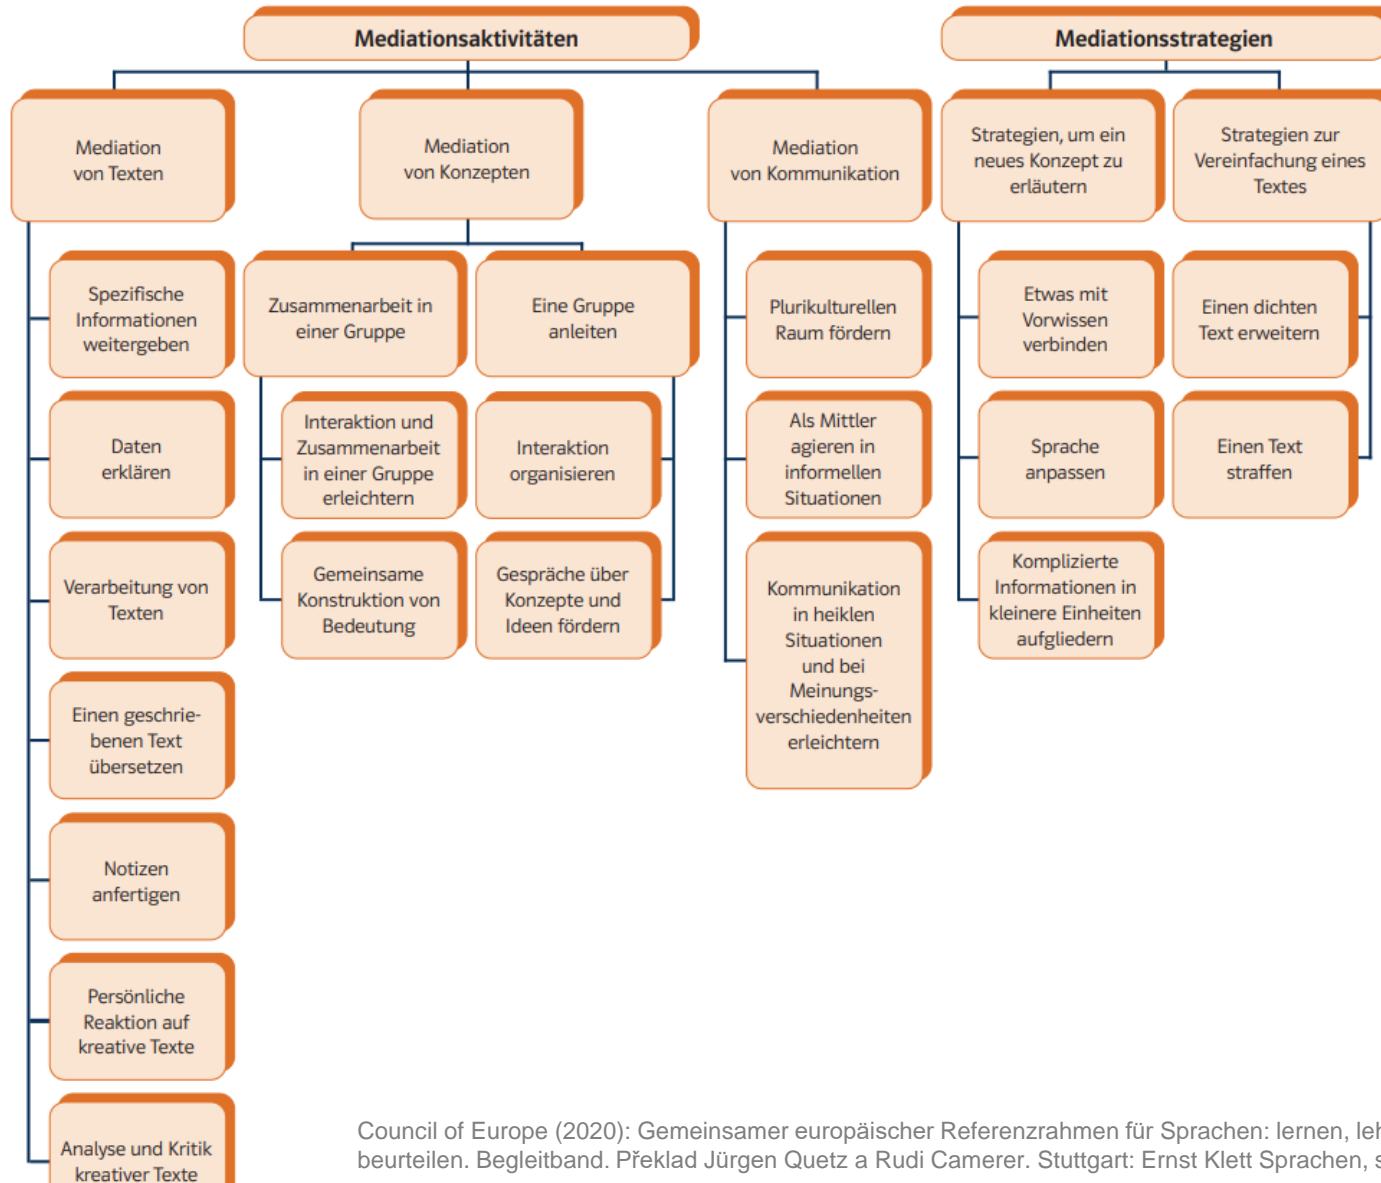 Mediationsaktivitäten
Mediation
von Texten
Spezifische
Informationen
weitergeben
Daten
erklären
Verarbeitung von
Texten
Einen geschrie-
benen Text
übersetzen
Notizen
anfertigen
Persönliche
Reaktion auf
kreative Texte
Analyse und Kritik
kreativer Texte
Mediation
von Konzepten
Zusammenarbeit in
einer Gruppe
Interaktion und
Zusammenarbeit
in einer Gruppe
erleichtern
Gemeinsame
Konstruktion von
Bedeutung
Eine Gruppe
anleiten
Interaktion
organisieren
Gespräche über
Konzepte und
Ideen fördern
Mediation
von Kommunikation
Plurikulturellen
Raum fördern
Als Mittler
agieren in
informellen
Situationen
Kommunikation
in heiklen
Situationen
und bei
Meinungs-
verschiedenheiten
erleichtern
Mediationsstrategien
Strategien, um ein
neues Konzept zu
erläutern
Etwas mit
Vorwissen
verbinden
Sprache
anpassen
Komplizierte
Informationen in
kleinere Einheiten
aufgliedern
Strategien zur
Vereinfachung eines
Textes
Einen dichten
Text erweitern
Einen Text
straffen
Council of Europe (2020): Gemeinsamer europäischer Referenzrahmen für Sprachen: lernen,
beurteilen. Begleitband. Překlad Jürgen Quetz a Rudi Camerer. Stuttgart: Ernst Klett Sprachen,